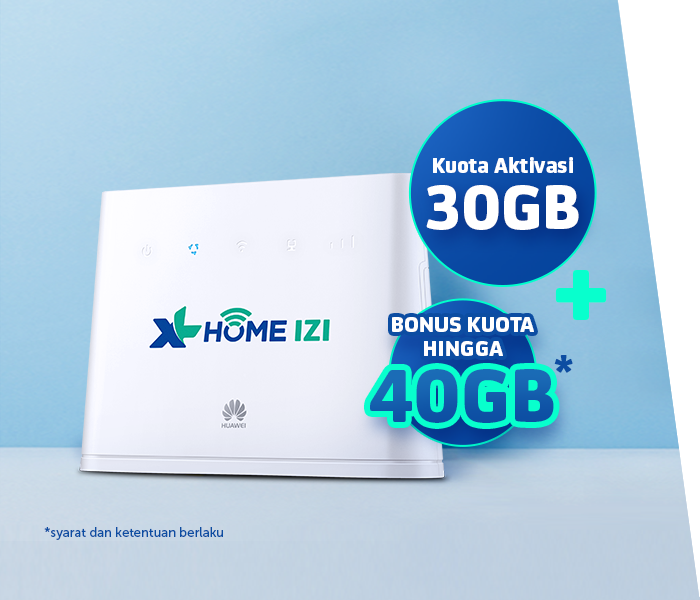 Kuota Aktivasi
30GB
BONUS KUOTA
HINGGA
40GB*
XL HOME IZI
HUAWEI
*syarat dan ketentuan berlaku